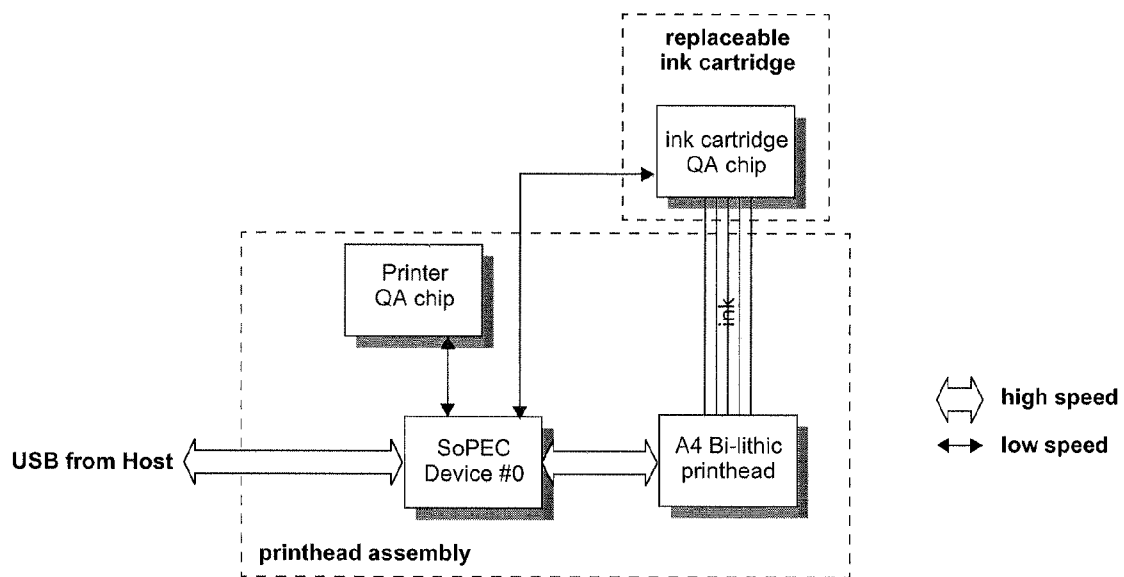 replaceable
ink cartridge
ink cartridge
QA chip
Printer
QA chip
ink
high speed
low speed
USB from Host
SoPEC
Device #0
A4 Bi-lithic
printhead
printhead assembly